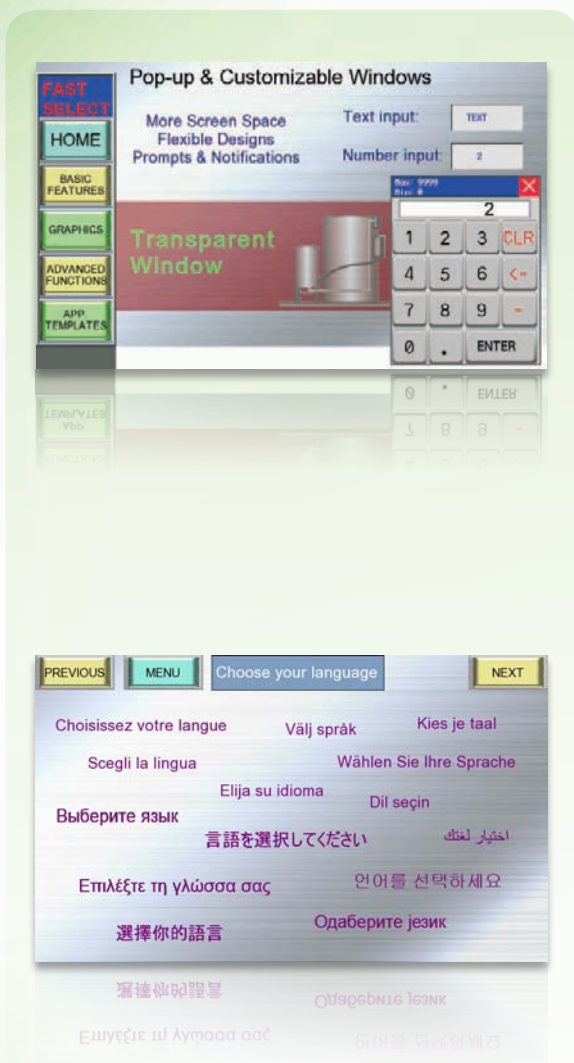 Pop-up & Customizable Windows
FAST
SELECT
HOME
BASIC
FEATURES
GRAPHICS
ADVANCED
FUNCTIONS
APP.
TEMPLATES
More Screen Space
Flexible Designs
Prompts & Notifications
Text input: TEXT
Number input: 2
Transparent
Window
Max: 9999
Min: 0
X
2
1 2 3 CLR
4 5 6 <-
7 8 9 -
0 . ENTER
PREVIOUS MENU Choose your language NEXT
Choisissez votre langue
Välj språk
Kies je taal
Scegli la lingua
Wählen Sie Ihre Sprache
Elija su idioma
Dil seçin
Выберите язык
言語を選択してください
اختيار لغتك
Επιλέξτε τη γλώσσα σας
언어를 선택하세요
選擇你的語言
Одаберите језик